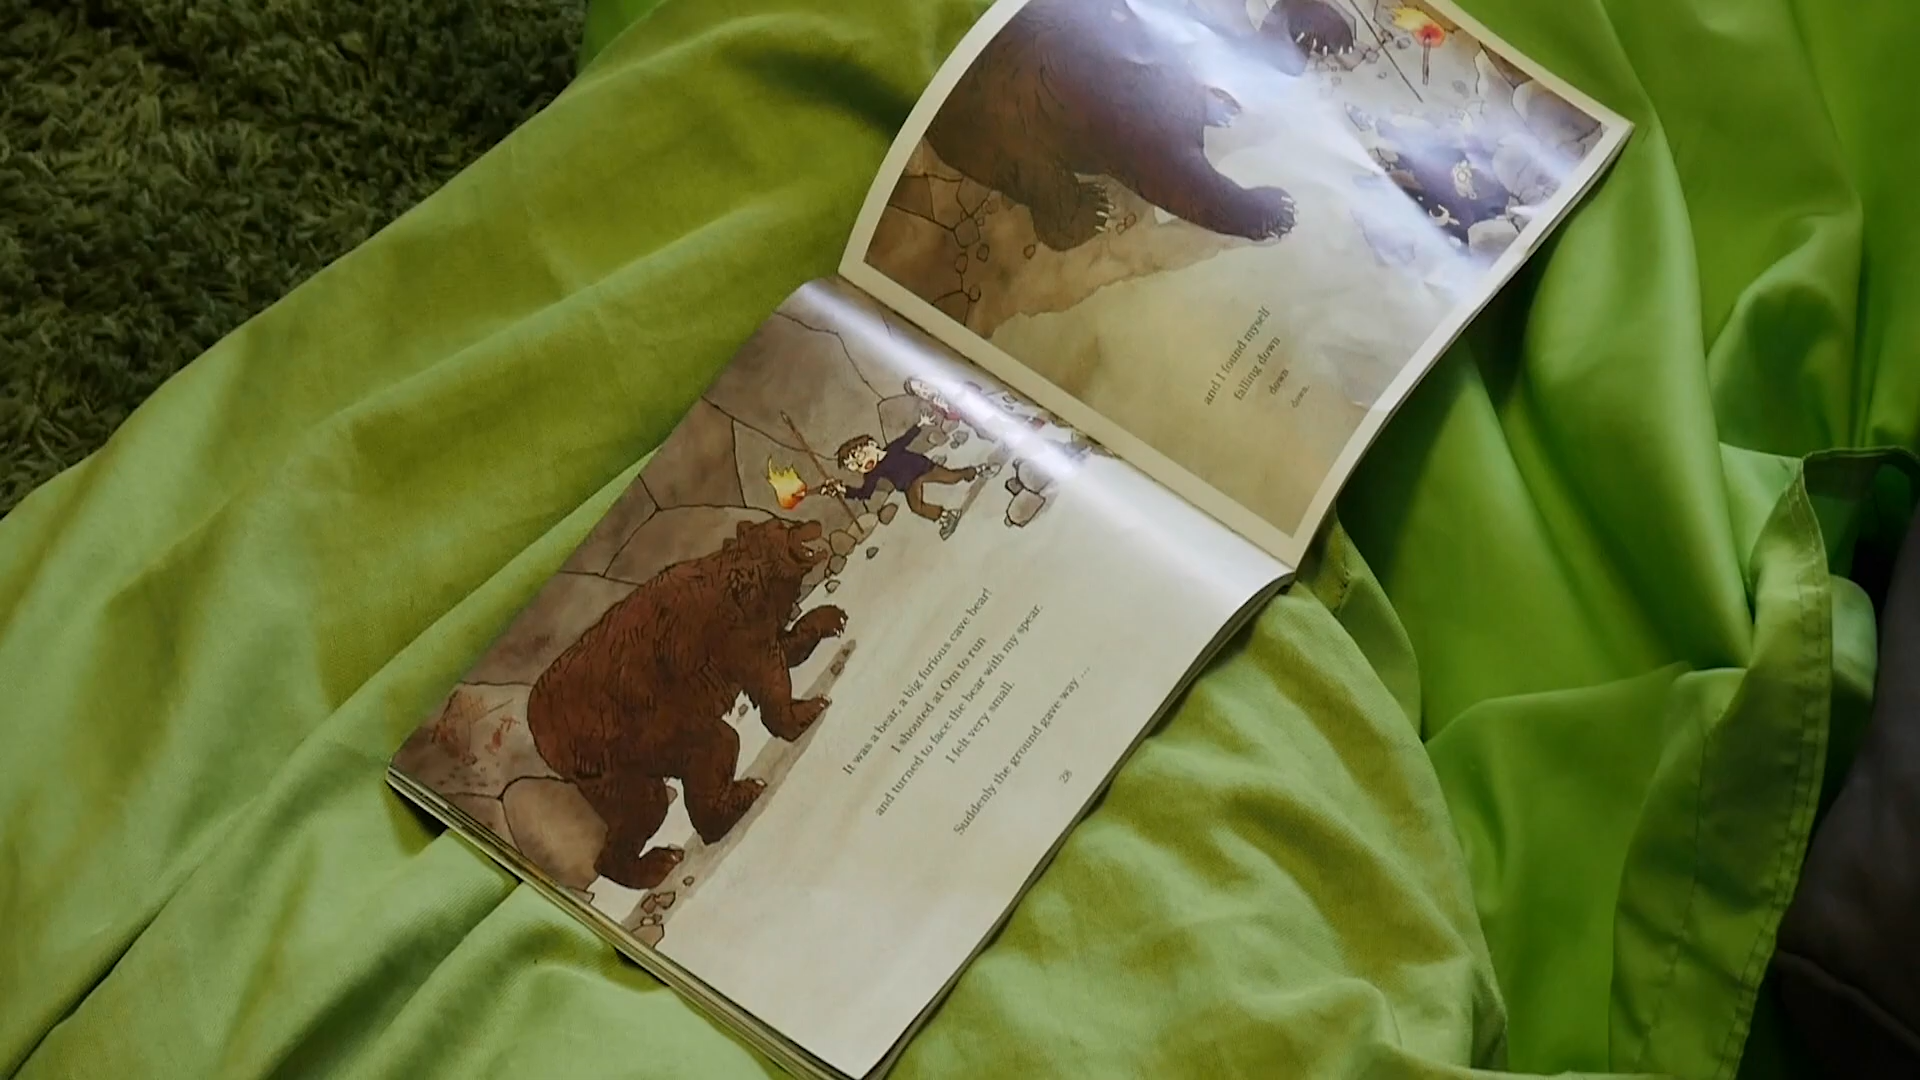 It was a bear, a big furious cave bear!
I shouted at Om to run
and turned to face the bear with my spear.
I felt very small.
Suddenly the ground gave way ...
28
and I found myself
falling down
down
down.